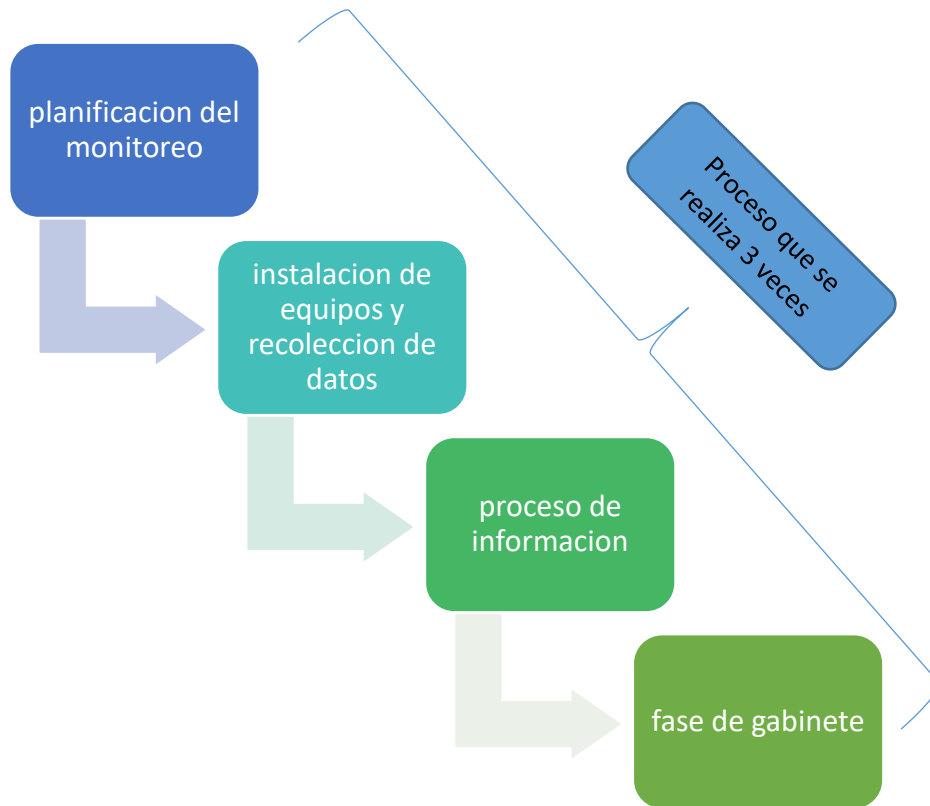 planificacion del
monitoreo
Proceso que se
realiza 3 veces
instalacion de
equipos y
recoleccion de
datos
proceso de
informacion
fase de gabinete